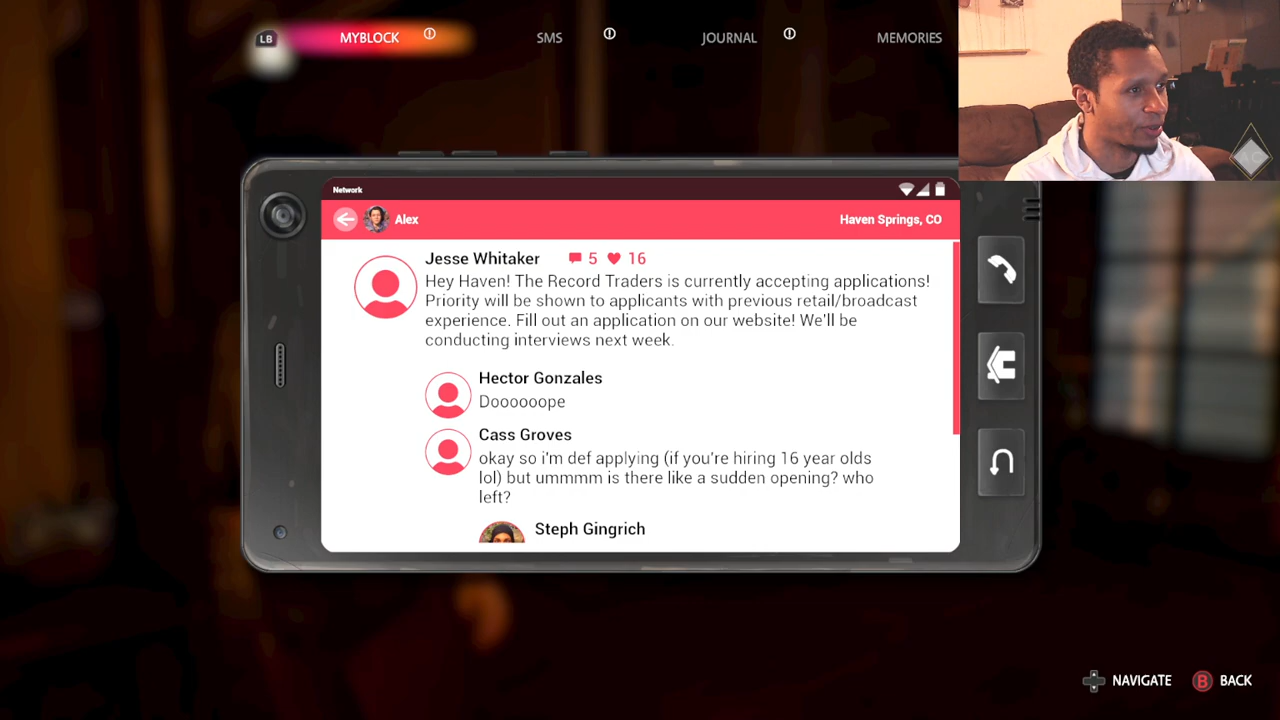 LB
MYBLOCK
SMS
JOURNAL
MEMORIES
Network
Alex
Haven Springs, CO
Jesse Whitaker 5 16
Hey Haven! The Record Traders is currently accepting applications!
Priority will be shown to applicants with previous retail/broadcast
experience. Fill out an application on our website! We'll be
conducting interviews next week.
Hector Gonzales
Doooooope
Cass Groves
okay so i'm def applying (if you're hiring 16 year olds
lol) but ummmm is there like a sudden opening? who
left?
Steph Gingrich
NAVIGATE
B BACK